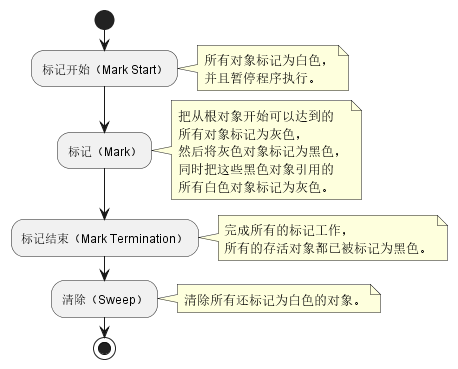 标记开始（Mark Start）
所有对象标记为白色，
并且暂停程序执行。
标记（Mark）
把从根对象开始可以达到的
所有对象标记为灰色，
然后将灰色对象标记为黑色，
同时把这些黑色对象引用的
所有白色对象标记为灰色。
标记结束（Mark Termination）
完成所有的标记工作，
所有的存活对象都已被标记为黑色。
清除（Sweep）
清除所有还标记为白色的对象。